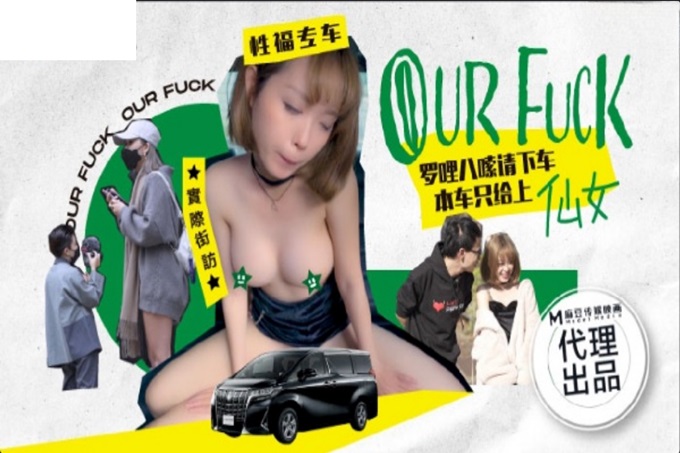 性福专车
OUR FUCK
OUR FUCK OUR FUCK
罗哩八嗦请下车
本车只给上
仙女
★實際街訪★
麻豆传媒映画
Model Media
代理
出品